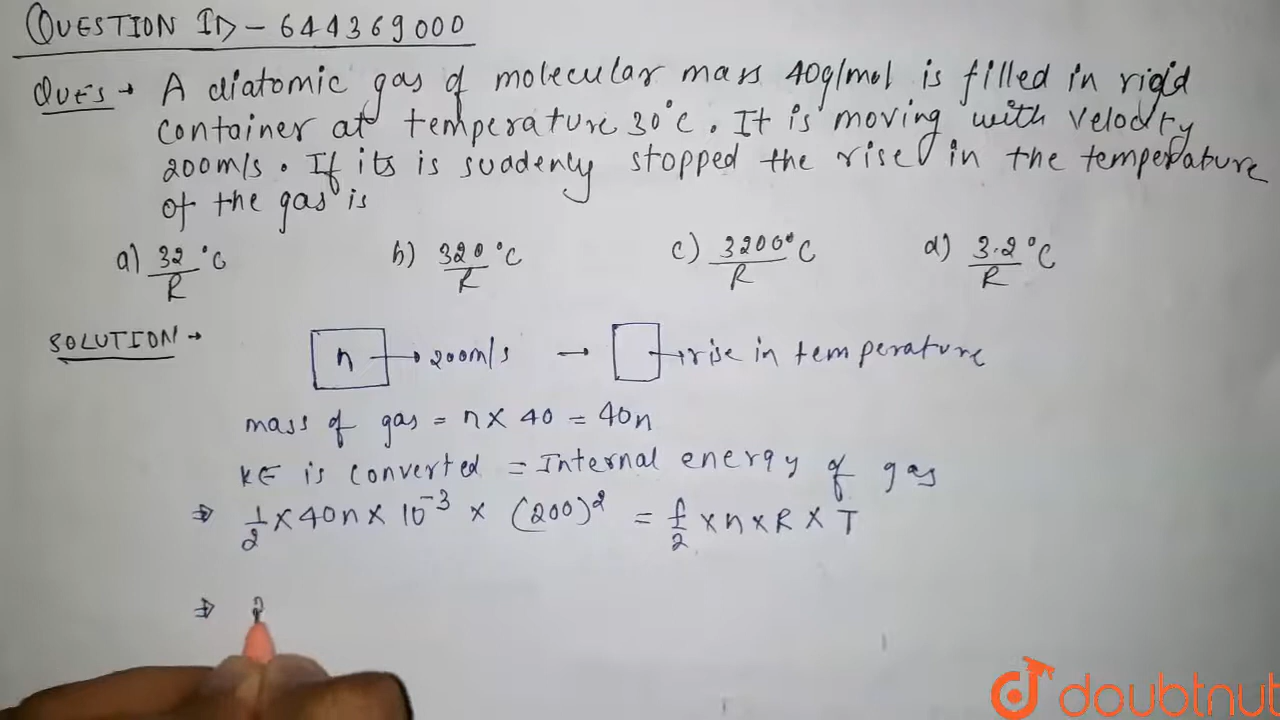 QUESTION ID - 644369000
QUES → A diatomic gas of molecular mass 40g/mol is filled in rigid
container at temperature 30°C. It is moving with velocity
200m/s. If its is suddenly stopped the rise in the temperature
of the gas is
a) 32/R °C b) 320/R °C c) 3200/R °C d) 3.2/R °C
SOLUTION →
n → 200m/s → → rise in temperature
mass of gas = n × 40 = 40n
KE is converted = Internal energy of gas
⇒ 1/2 × 40n × 10⁻³ × (200)² = f/2 × n × R × T
⇒
doubtnut